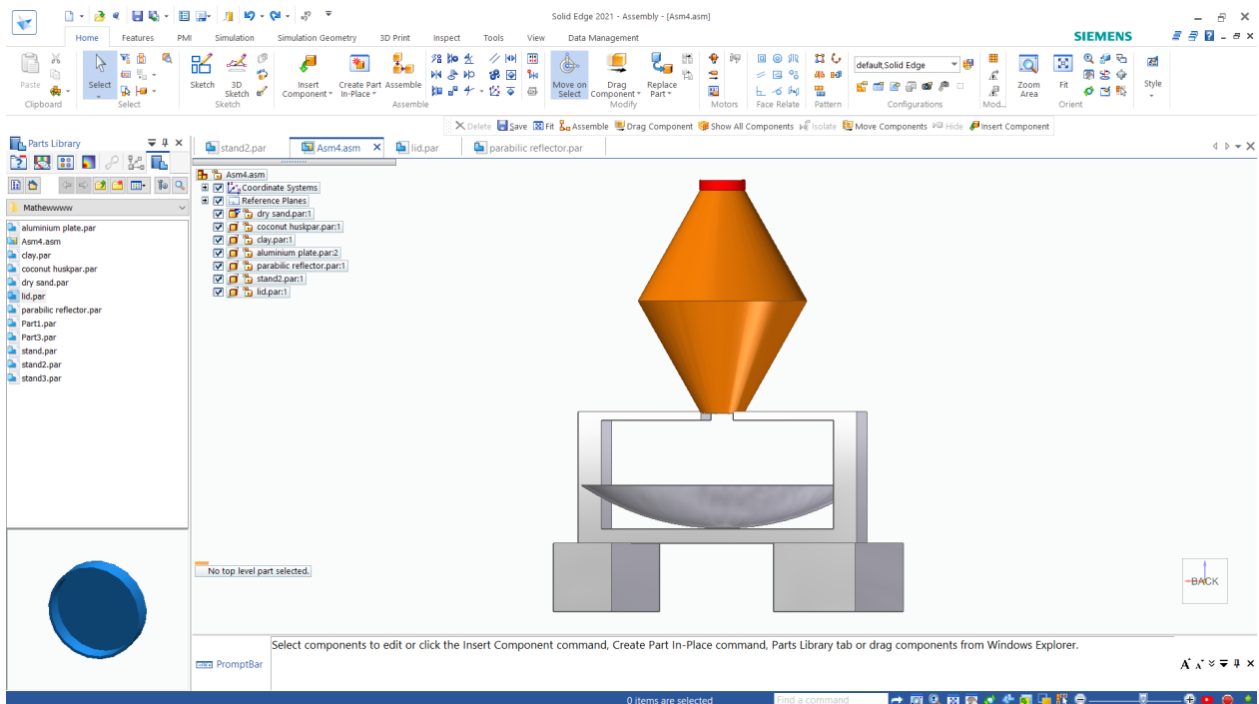 Solid Edge 2021 - Assembly - [Asm4.asm]
Home Features PMI Simulation Simulation Geometry 3D Print Inspect Tools View Data Management
SIEMENS
Paste
Clipboard
Select
Select
Sketch
3D Sketch
Sketch
Insert Component
Create Part In-Place
Assemble
Assemble
Move on Select
Drag Component
Replace Part
Modify
Motors
Face Relate
Pattern
default,Solid Edge
Configurations
Mod...
Zoom Area
Fit
Orient
Style
Delete Save Fit Assemble Drag Component Show All Components Isolate Move Components Hide Insert Component
Parts Library
stand2.par
Asm4.asm
lid.par
parabilic reflector.par
Mathewwww
aluminium plate.par
Asm4.asm
clay.par
coconut huskpar.par
dry sand.par
lid.par
parabilic reflector.par
Part1.par
Part3.par
stand.par
stand2.par
stand3.par
Asm4.asm
Coordinate Systems
Reference Planes
dry sand.par:1
coconut huskpar.par:1
clay.par:1
aluminium plate.par:2
parabilic reflector.par:1
stand2.par:1
lid.par:1
No top level part selected.
BACK
Select components to edit or click the Insert Component command, Create Part In-Place command, Parts Library tab or drag components from Windows Explorer.
PromptBar
0 items are selected
Find a command